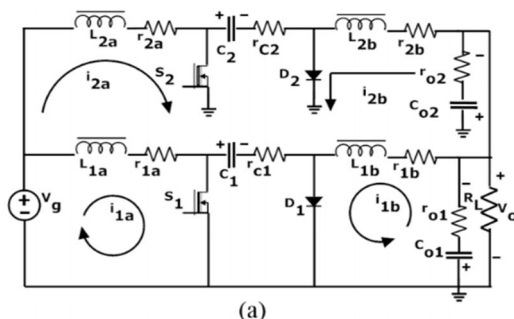 L2a r2a + C2 - rC2 L2b r2b
S2 D2 ro2 -
i2a i2b Co2 +
L1a r1a + C1 - rc1 L1b r1b
+ - Vg i1a S1 D1 i1b - ro1 RL + Vo
Co1 + -
(a)